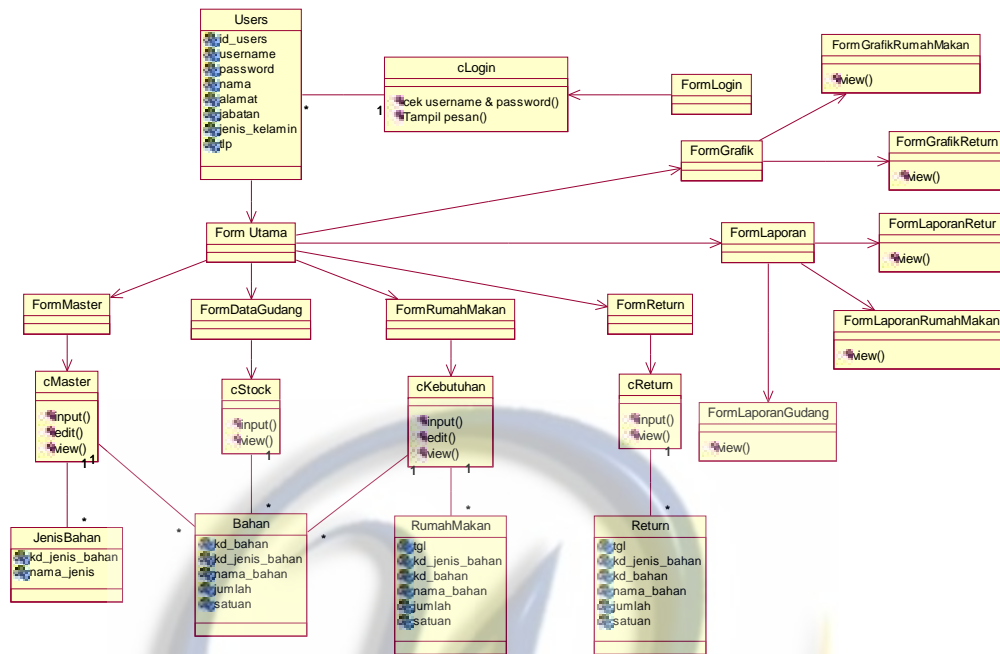 Users
id_users
username
password
nama
alamat
jabatan
jenis_kelamin
tlp
*
1
cLogin
cek username & password()
Tampil pesan()
FormLogin
FormGrafikRumahMakan
view()
FormGrafik
FormGrafikReturn
view()
Form Utama
FormLaporan
FormLaporanRetur
view()
FormMaster
FormDataGudang
FormRumahMakan
FormReturn
FormLaporanRumahMakan
view()
cMaster
input()
edit()
view()
1
1
cStock
input()
view()
1
cKebutuhan
input()
edit()
view()
1
1
cReturn
input()
view()
1
FormLaporanGudang
view()
*
*
*
*
*
*
JenisBahan
kd_jenis_bahan
nama_jenis
Bahan
kd_bahan
kd_jenis_bahan
nama_bahan
jumlah
satuan
RumahMakan
tgl
kd_jenis_bahan
kd_bahan
nama_bahan
jumlah
satuan
Return
tgl
kd_jenis_bahan
kd_bahan
nama_bahan
jumlah
satuan